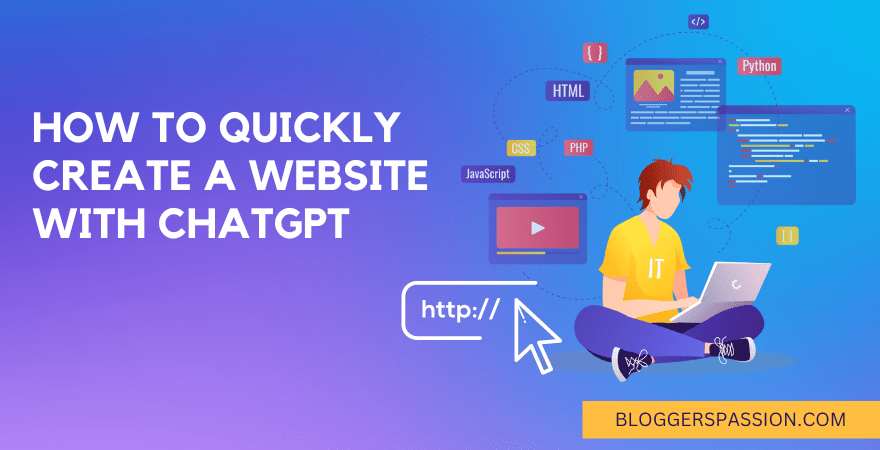 HOW TO QUICKLY
CREATE A WEBSITE
WITH CHATGPT
</>
{ }
Python
HTML
CSS
PHP
JavaScript
[ ]
IT
http://
BLOGGERSPASSION.COM